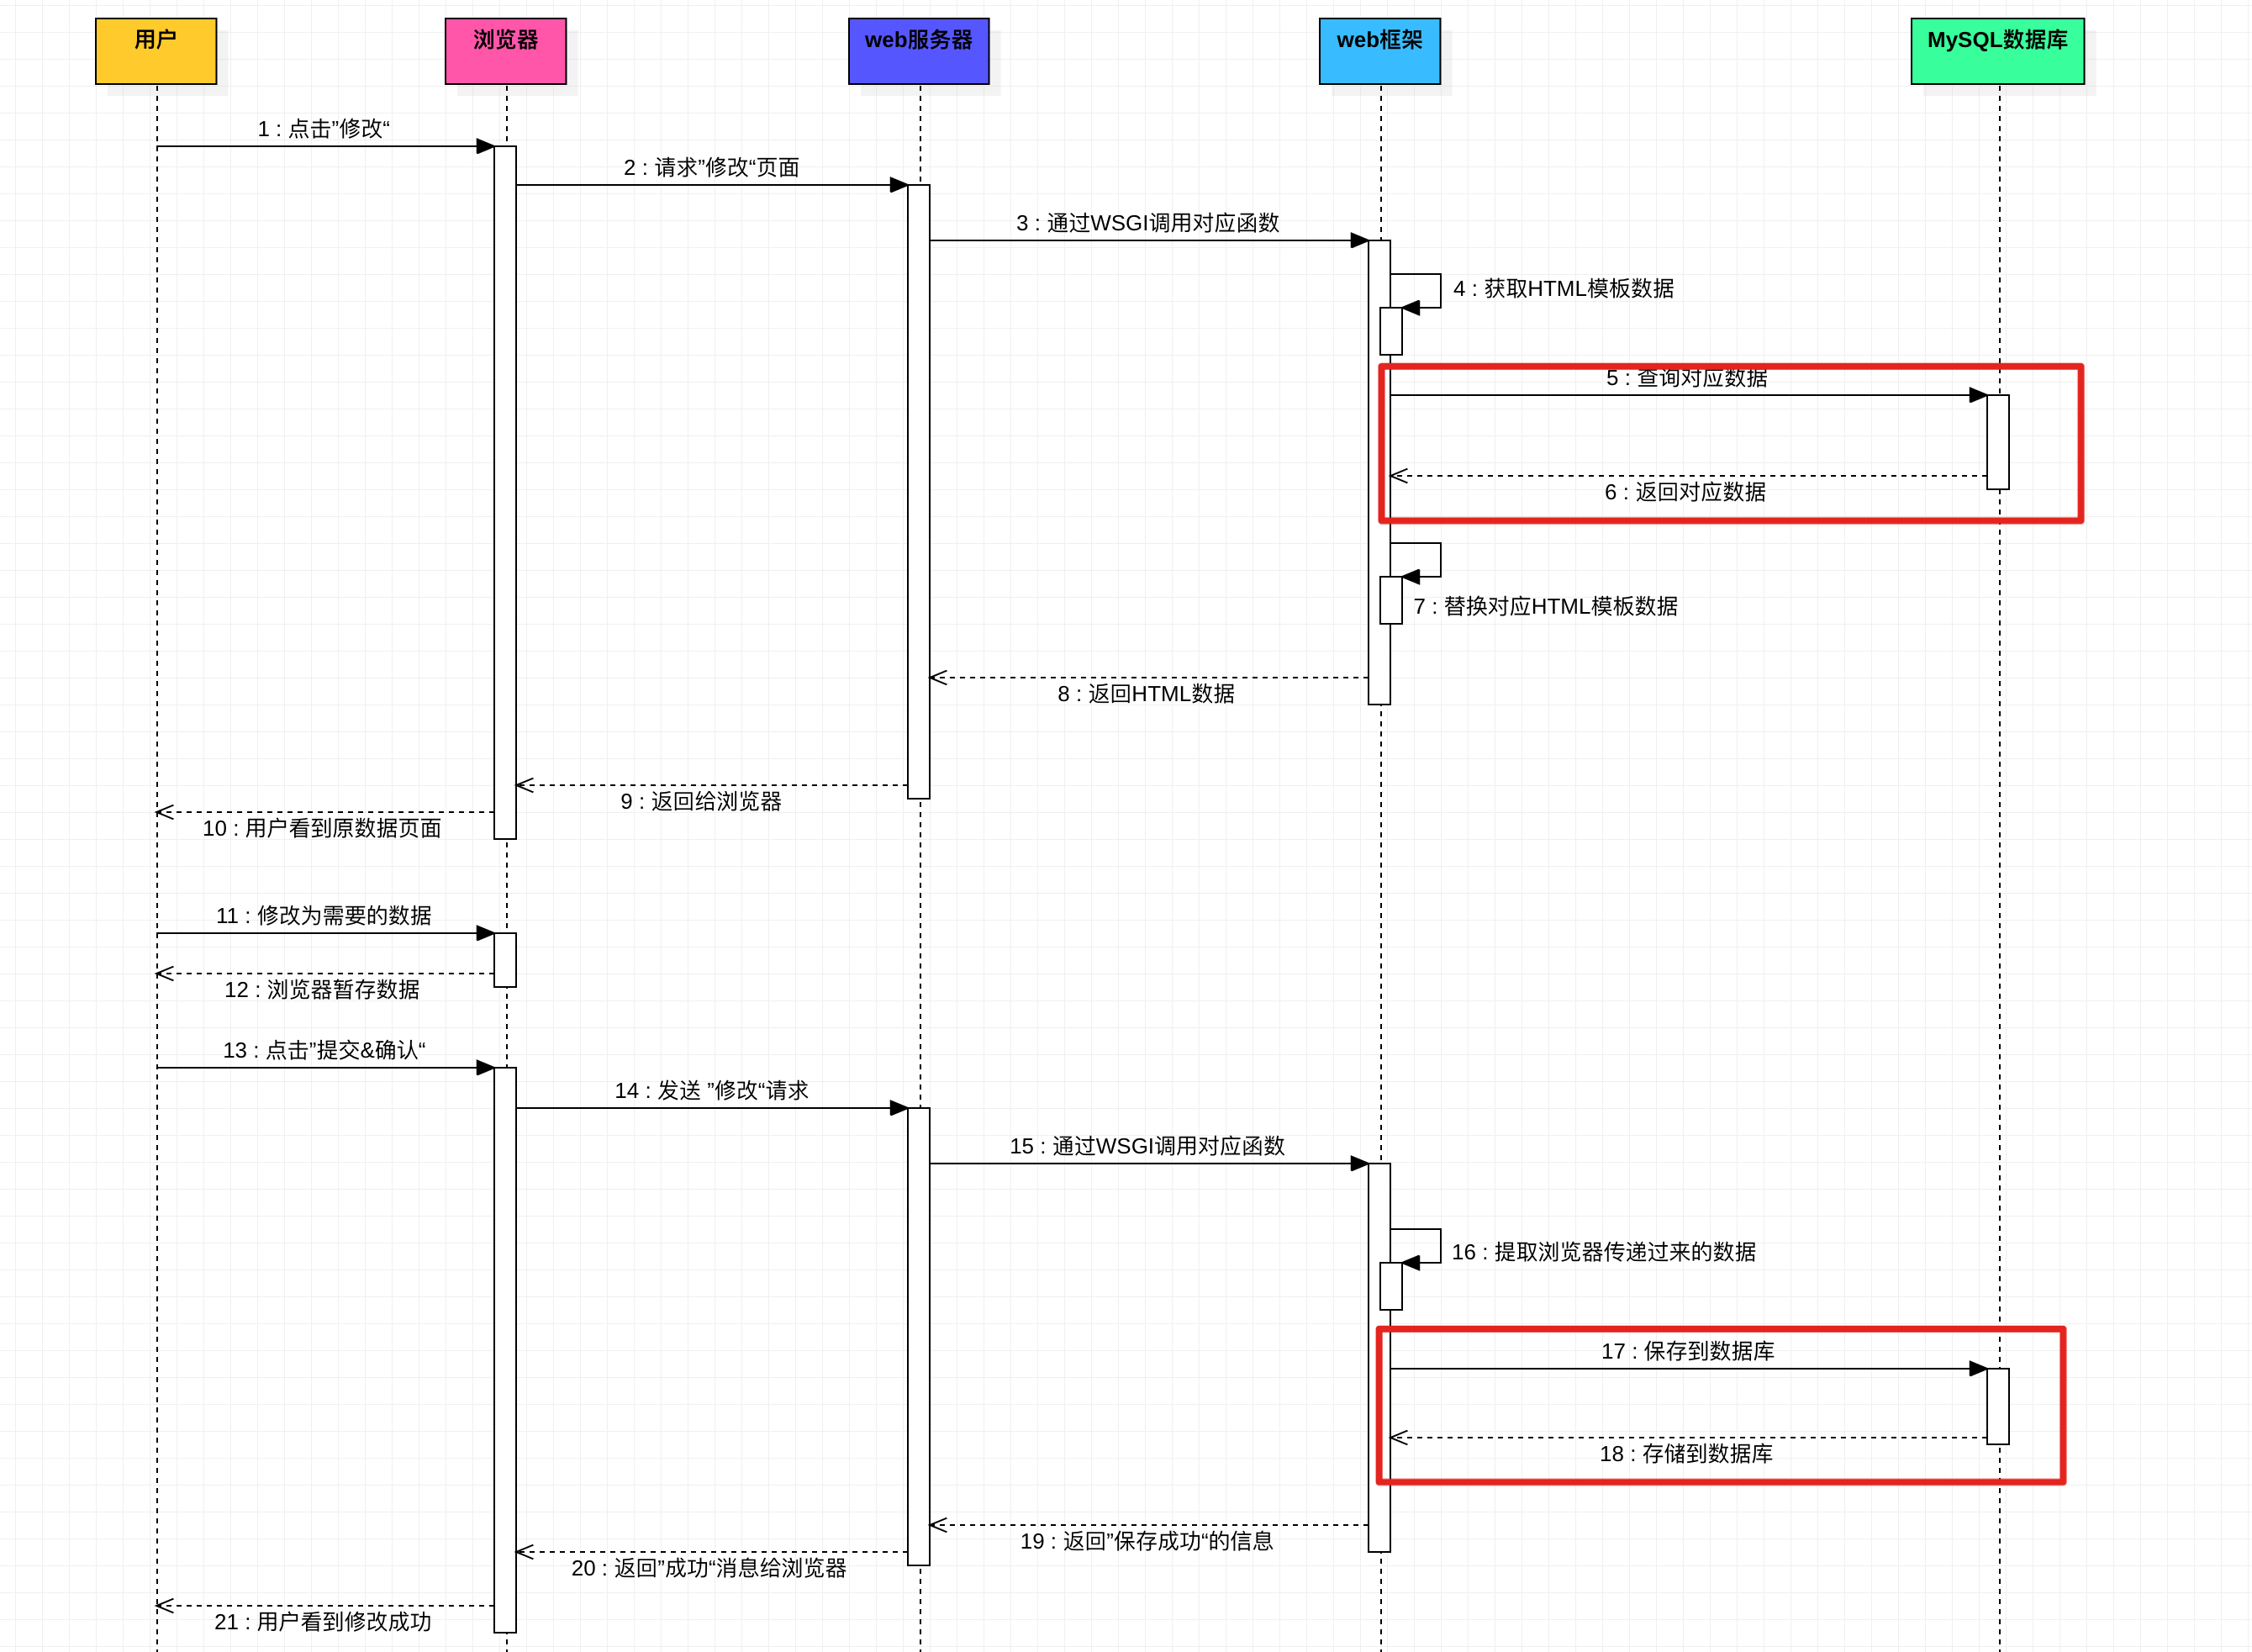 用户
浏览器
web服务器
web框架
MySQL数据库
1 : 点击”修改“
2 : 请求”修改“页面
3 : 通过WSGI调用对应函数
4 : 获取HTML模板数据
5 : 查询对应数据
6 : 返回对应数据
7 : 替换对应HTML模板数据
8 : 返回HTML数据
9 : 返回给浏览器
10 : 用户看到原数据页面
11 : 修改为需要的数据
12 : 浏览器暂存数据
13 : 点击”提交&确认“
14 : 发送 ”修改“请求
15 : 通过WSGI调用对应函数
16 : 提取浏览器传递过来的数据
17 : 保存到数据库
18 : 存储到数据库
19 : 返回”保存成功“的信息
20 : 返回”成功“消息给浏览器
21 : 用户看到修改成功